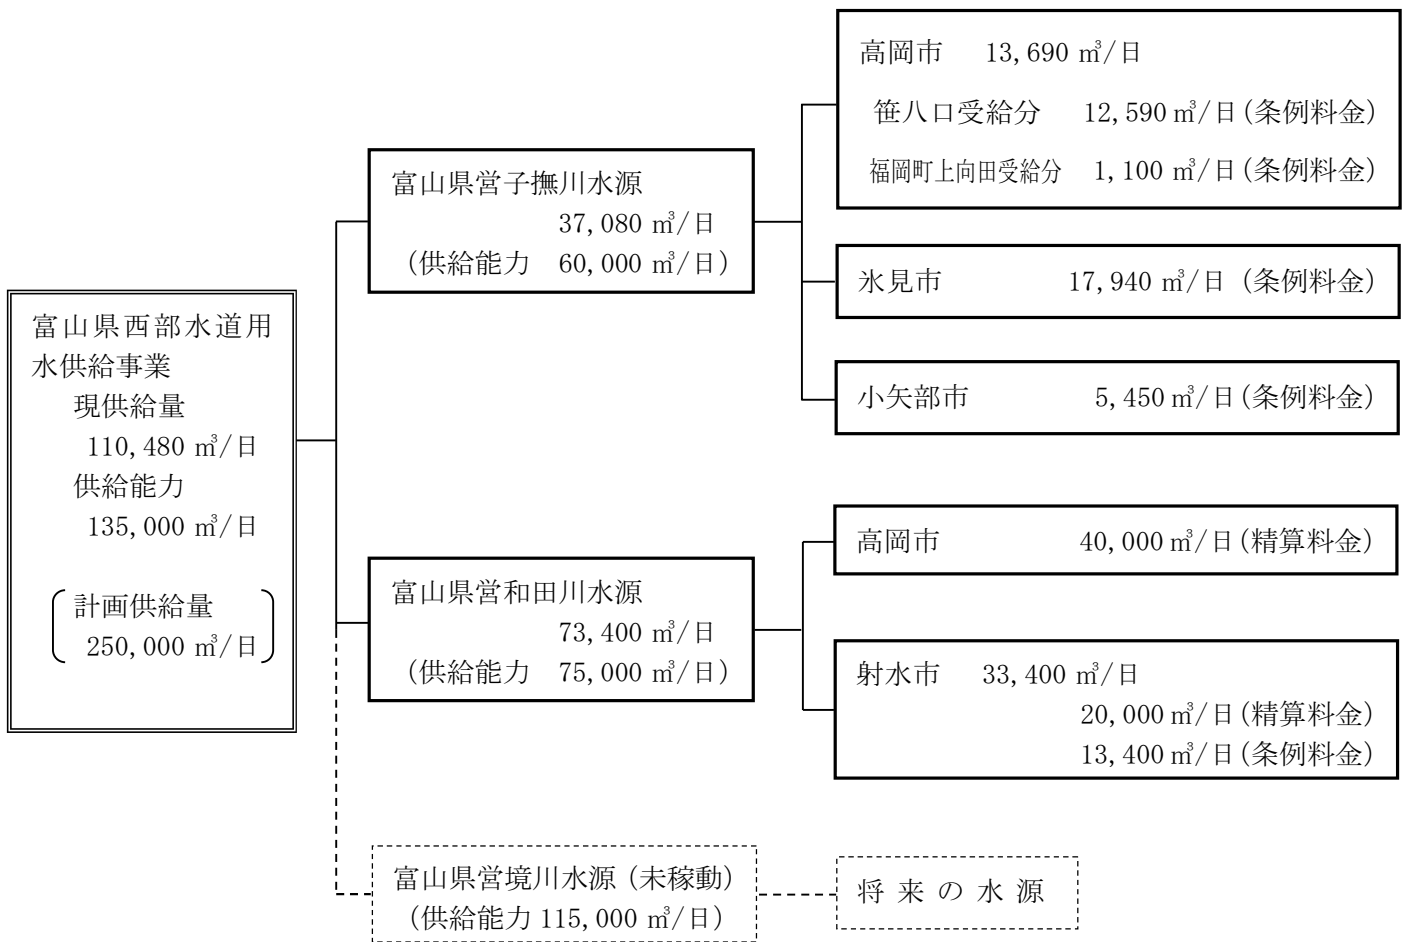 富山県西部水道用
水供給事業
現供給量
110,480 ㎥/日
供給能力
135,000 ㎥/日
計画供給量
250,000 ㎥/日
富山県営子撫川水源
37,080 ㎥/日
（供給能力 60,000 ㎥/日）
高岡市 13,690 ㎥/日
笹八口受給分 12,590 ㎥/日(条例料金)
福岡町上向田受給分 1,100 ㎥/日(条例料金)
氷見市 17,940 ㎥/日 (条例料金)
小矢部市 5,450 ㎥/日(条例料金)
富山県営和田川水源
73,400 ㎥/日
（供給能力 75,000 ㎥/日）
高岡市 40,000 ㎥/日(精算料金)
射水市 33,400 ㎥/日
20,000 ㎥/日(精算料金)
13,400 ㎥/日(条例料金)
富山県営境川水源（未稼動）
（供給能力 115,000 ㎥/日）
将来の水源